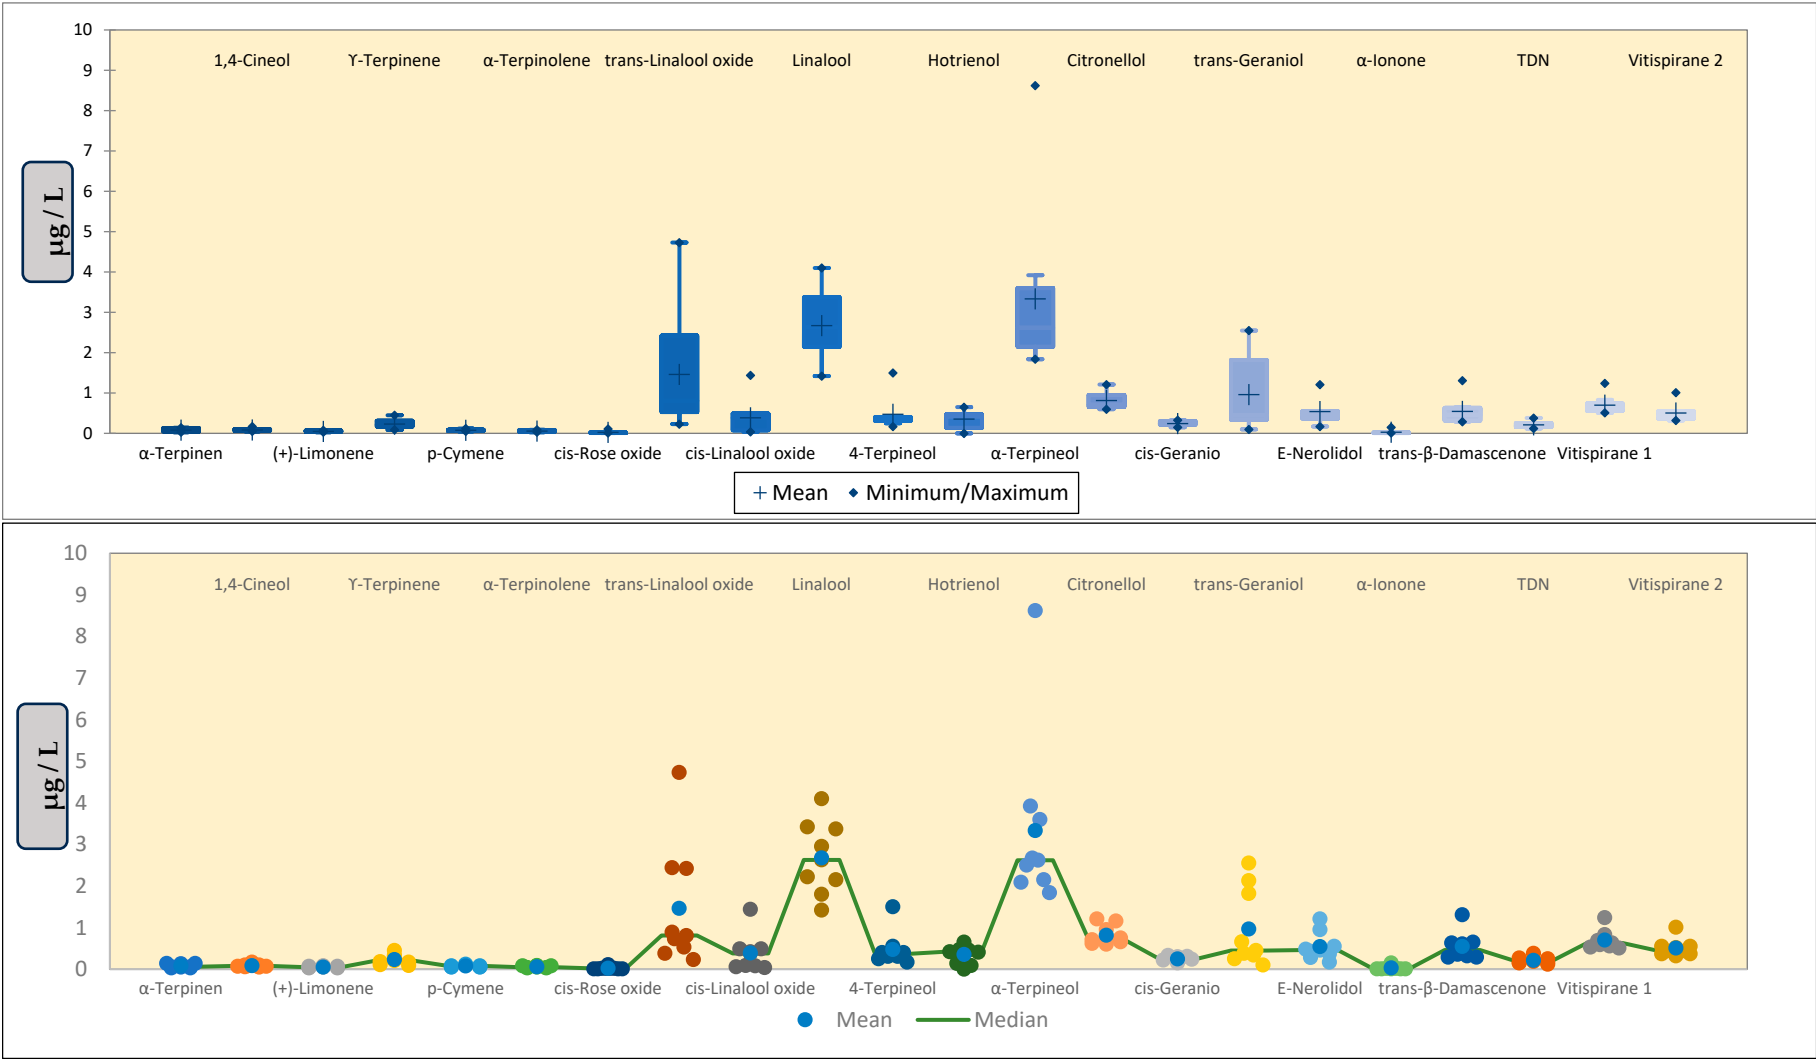 10
1,4-Cineol ϒ-Terpinene α-Terpinolene trans-Linalool oxide Linalool Hotrienol Citronellol trans-Geraniol α-Ionone TDN Vitispirane 2
9
8
7
6
5
4
3
2
1
0
µg / L
α-Terpinen (+)-Limonene p-Cymene cis-Rose oxide cis-Linalool oxide 4-Terpineol α-Terpineol cis-Geranio E-Nerolidol trans-β-Damascenone Vitispirane 1
Mean Minimum/Maximum
10
1,4-Cineol ϒ-Terpinene α-Terpinolene trans-Linalool oxide Linalool Hotrienol Citronellol trans-Geraniol α-Ionone TDN Vitispirane 2
9
8
7
6
5
4
3
2
1
0
µg / L
α-Terpinen (+)-Limonene p-Cymene cis-Rose oxide cis-Linalool oxide 4-Terpineol α-Terpineol cis-Geranio E-Nerolidol trans-β-Damascenone Vitispirane 1
Mean Median